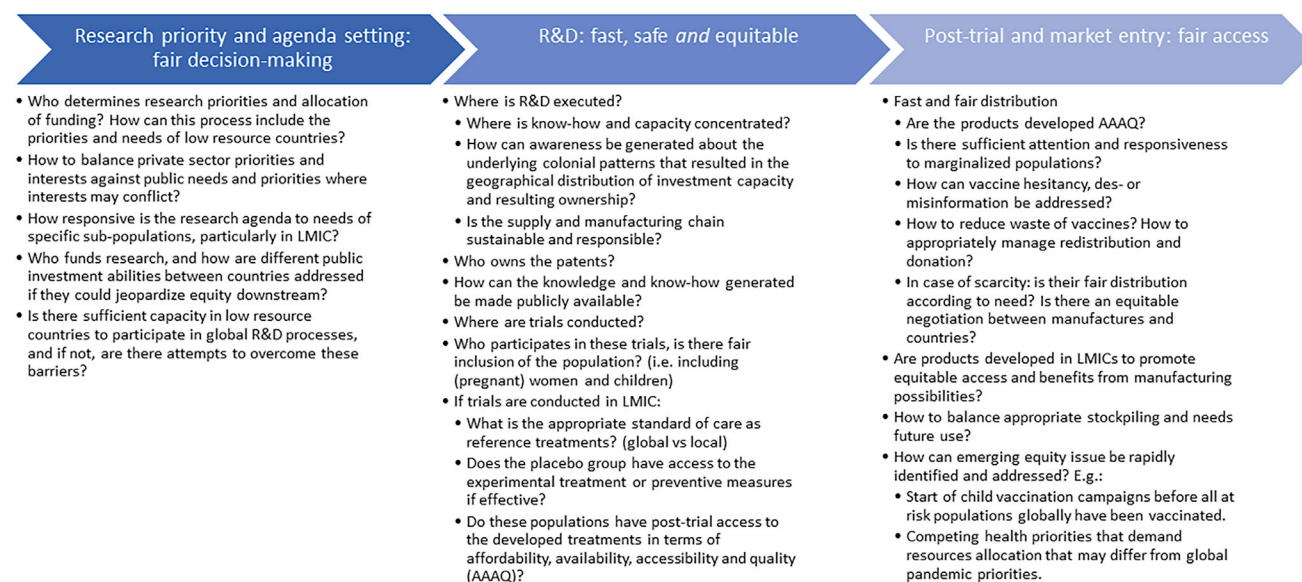 Research priority and agenda setting:
fair decision-making
• Who determines research priorities and allocation
of funding? How can this process include the
priorities and needs of low resource countries?
• How to balance private sector priorities and
interests against public needs and priorities where
interests may conflict?
• How responsive is the research agenda to needs of
specific sub-populations, particularly in LMIC?
• Who funds research, and how are different public
investment abilities between countries addressed
if they could jeopardize equity downstream?
• Is there sufficient capacity in low resource
countries to participate in global R&D processes,
and if not, are there attempts to overcome these
barriers?
R&D: fast, safe and equitable
• Where is R&D executed?
• Where is know-how and capacity concentrated?
• How can awareness be generated about the
underlying colonial patterns that resulted in the
geographical distribution of investment capacity
and resulting ownership?
• Is the supply and manufacturing chain
sustainable and responsible?
• Who owns the patents?
• How can the knowledge and know-how generated
be made publicly available?
• Where are trials conducted?
• Who participates in these trials, is there fair
inclusion of the population? (i.e. including
(pregnant) women and children)
• If trials are conducted in LMIC:
• What is the appropriate standard of care as
reference treatments? (global vs local)
• Does the placebo group have access to the
experimental treatment or preventive measures
if effective?
• Do these populations have post-trial access to
the developed treatments in terms of
affordability, availability, accessibility and quality
(AAAQ)?
Post-trial and market entry: fair access
• Fast and fair distribution
• Are the products developed AAAQ?
• Is there sufficient attention and responsiveness
to marginalized populations?
• How can vaccine hesitancy, des- or
misinformation be addressed?
• How to reduce waste of vaccines? How to
appropriately manage redistribution and
donation?
• In case of scarcity: is their fair distribution
according to need? Is there an equitable
negotiation between manufactures and
countries?
• Are products developed in LMICs to promote
equitable access and benefits from manufacturing
possibilities?
• How to balance appropriate stockpiling and needs
future use?
• How can emerging equity issue be rapidly
identified and addressed? E.g.:
• Start of child vaccination campaigns before all at
risk populations globally have been vaccinated.
• Competing health priorities that demand
resources allocation that may differ from global
pandemic priorities.